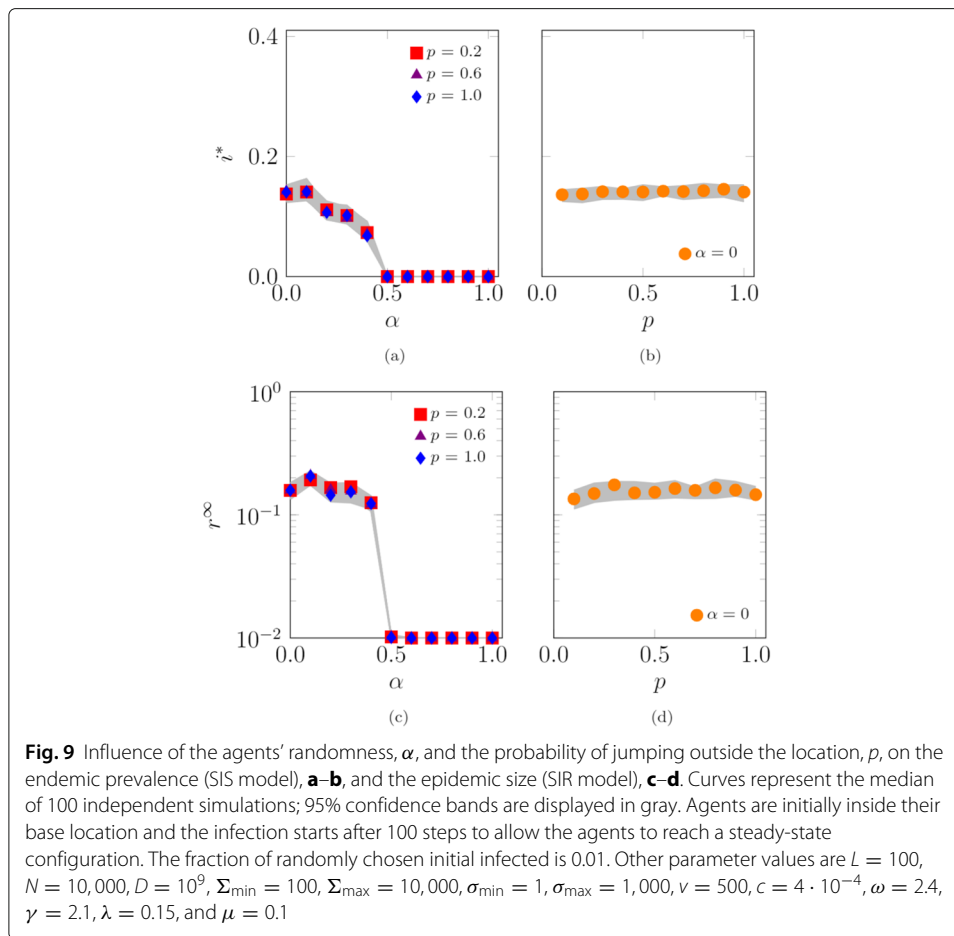 0.4
p = 0.2
p = 0.6
p = 1.0
0.2
i*
0.0
0.0 0.5 1.0
α
(a)
α = 0
0.0 0.5 1.0
p
(b)
10⁰
p = 0.2
p = 0.6
p = 1.0
r^∞
10⁻¹
10⁻²
0.0 0.5 1.0
α
(c)
α = 0
0.0 0.5 1.0
p
(d)
Fig. 9 Influence of the agents' randomness, α, and the probability of jumping outside the location, p, on the
endemic prevalence (SIS model), a–b, and the epidemic size (SIR model), c–d. Curves represent the median
of 100 independent simulations; 95% confidence bands are displayed in gray. Agents are initially inside their
base location and the infection starts after 100 steps to allow the agents to reach a steady-state
configuration. The fraction of randomly chosen initial infected is 0.01. Other parameter values are L = 100,
N = 10,000, D = 10⁹, Σmin = 100, Σmax = 10,000, σmin = 1, σmax = 1,000, v = 500, c = 4 · 10⁻⁴, ω = 2.4,
γ = 2.1, λ = 0.15, and μ = 0.1